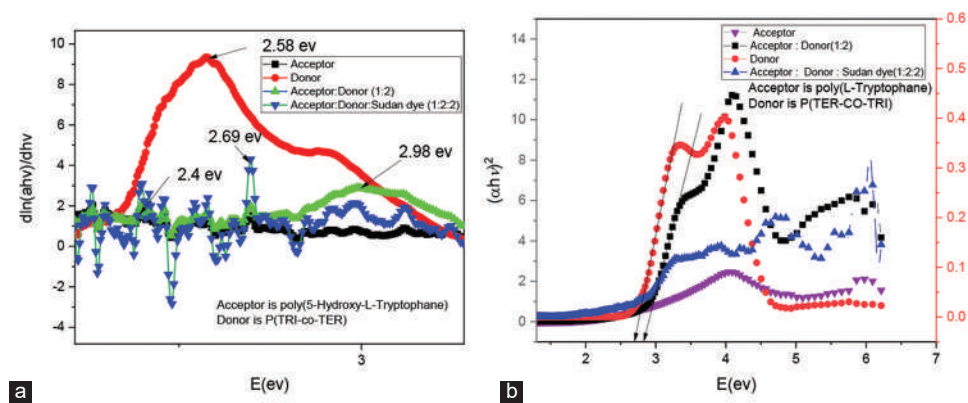 10
8
6
4
2
0
-2
-4
dln(ahv)/dhv
2.58 ev
Acceptor
Donor
Acceptor:Donor (1:2)
Acceptor:Donor:Sudan dye (1:2:2)
2.69 ev
2.98 ev
2.4 ev
Acceptor is poly(5-Hydroxy-L-Tryptophane)
Donor is P(TRI-co-TER)
3
E(ev)
a
14
12
10
8
6
4
2
0
(αhν)²
Acceptor
Acceptor : Donor(1:2)
Donor
Acceptor : Donor : Sudan dye(1:2:2)
Acceptor is poly(L-Tryptophane)
Donor is P(TER-CO-TRI)
0.6
0.5
0.4
0.3
0.2
0.1
0.0
2 3 4 5 6 7
E(ev)
b